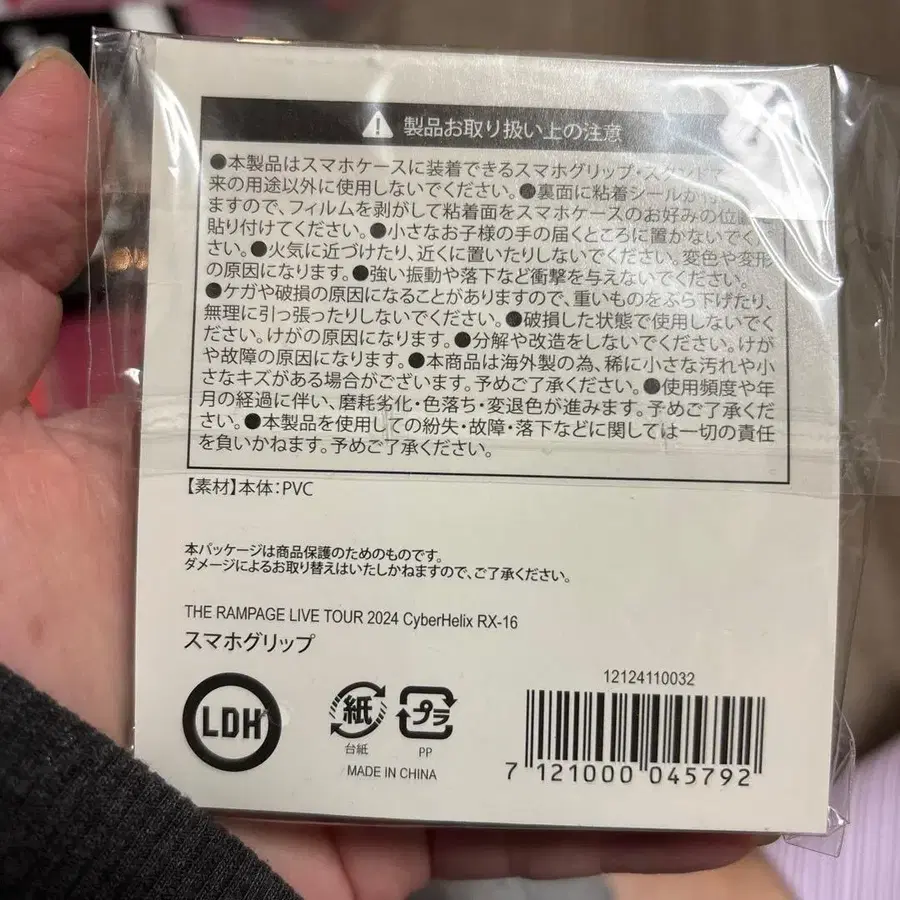 製品お取り扱い上の注意
●本製品はスマホケースに装着できるスマホグリップ・スタンド
来の用途以外に使用しないでください。●裏面に粘着シールが
ますので、フィルムを剥がして粘着面をスマホケースのお好みの位置
貼り付けてください。●小さなお子様の手の届くところに置かないでくだ
さい。●火気に近づけたり、近くに置いたりしないでください。変色や変形
の原因になります。●強い振動や落下など衝撃を与えないでください。
●ケガや破損の原因になることがありますので、重いものをぶら下げたり、
無理に引っ張ったりしないでください。●破損した状態で使用しないでく
ださい。けがの原因になります。●分解や改造をしないでください。けが
や故障の原因になります。●本商品は海外製の為、稀に小さな汚れや小
さなキズがある場合がございます。予めご了承ください。●使用頻度や年
月の経過に伴い、磨耗劣化・色落ち・変退色が進みます。予めご了承くだ
さい。●本製品を使用しての紛失・故障・落下などに関しては一切の責任
を負いかねます。予めご了承ください。
【素材】本体：PVC
本パッケージは商品保護のためのものです。
ダメージによるお取り替えはいたしかねますので、ご了承ください。
THE RAMPAGE LIVE TOUR 2024 CyberHelix RX-16
スマホグリップ
LDH
紙
台紙
プラ
PP
MADE IN CHINA
12124110032
7 121000 045792